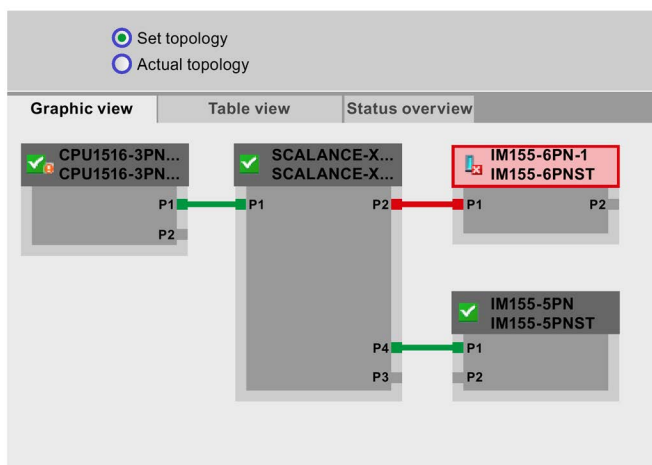 Set topology
Actual topology
Graphic view Table view Status overview
CPU1516-3PN...
CPU1516-3PN...
SCALANCE-X...
SCALANCE-X...
IM155-6PN-1
IM155-6PNST
P1 P1 P2 P1 P2
P2
IM155-5PN
IM155-5PNST
P4 P1
P3 P2